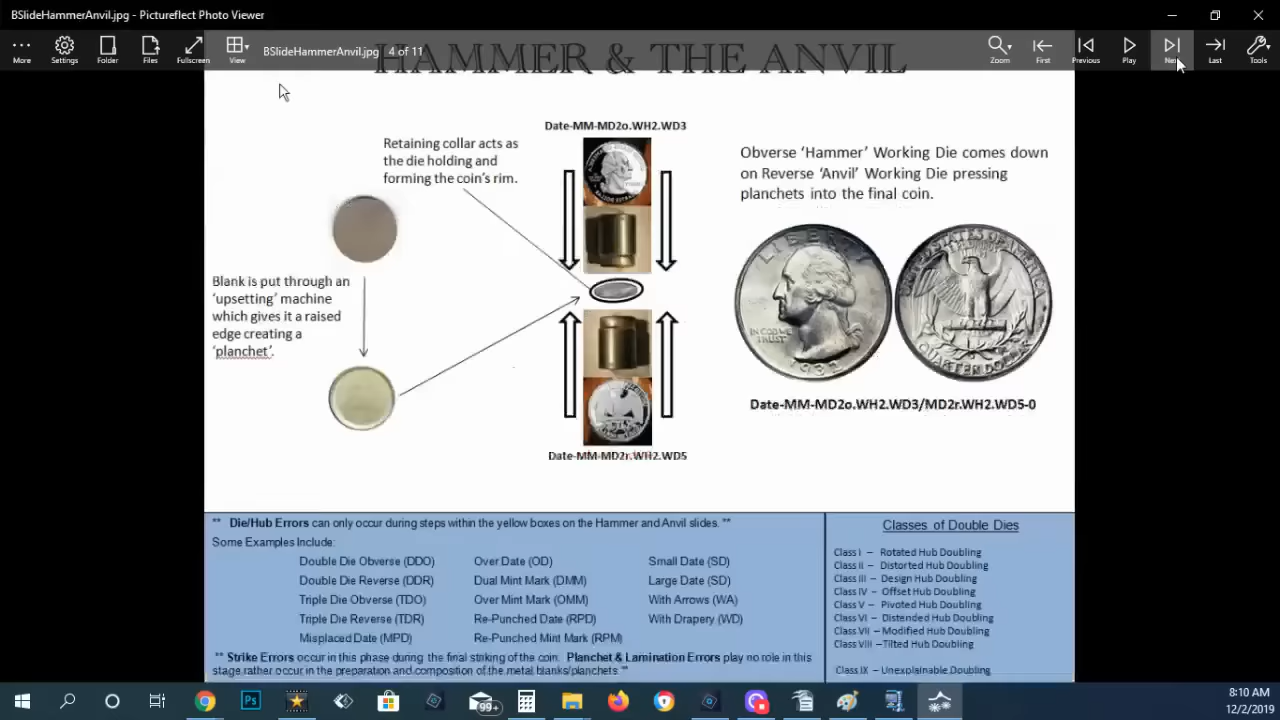 BSlideHammerAnvil.jpg - Pictureflect Photo Viewer
More
Settings
Folder
Files
Fullscreen
View
BSlideHammerAnvil.jpg 4 of 11
Zoom
First
Previous
Play
Next
Last
Tools
HAMMER & THE ANVIL
Date-MM-MD2o.WH2.WD3
Retaining collar acts as
the die holding and
forming the coin's rim.
Obverse 'Hammer' Working Die comes down
on Reverse 'Anvil' Working Die pressing
planchets into the final coin.
Blank is put through an
'upsetting' machine
which gives it a raised
edge creating a
'planchet'.
LIBERTY
IN GOD WE
TRUST
1932
UNITED STATES OF AMERICA
QUARTER DOLLAR
Date-MM-MD2o.WH2.WD3/MD2r.WH2.WD5-0
Date-MM-MD2r.WH2.WD5
** Die/Hub Errors can only occur during steps within the yellow boxes on the Hammer and Anvil slides. **
Some Examples Include:
Double Die Obverse (DDO) Over Date (OD) Small Date (SD)
Double Die Reverse (DDR) Dual Mint Mark (DMM) Large Date (SD)
Triple Die Obverse (TDO) Over Mint Mark (OMM) With Arrows (WA)
Triple Die Reverse (TDR) Re-Punched Date (RPD) With Drapery (WD)
Misplaced Date (MPD) Re-Punched Mint Mark (RPM)
** Strike Errors occur in this phase during the final striking of the coin. Planchet & Lamination Errors play no role in this
stage rather occur in the preparation and composition of the metal blanks/planchets.**
Classes of Double Dies
Class I – Rotated Hub Doubling
Class II – Distorted Hub Doubling
Class III – Design Hub Doubling
Class IV – Offset Hub Doubling
Class V – Pivoted Hub Doubling
Class VI – Distended Hub Doubling
Class VII – Modified Hub Doubling
Class VIII – Tilted Hub Doubling
Class IX – Unexplainable Doubling
Ps
99+
8:10 AM
12/2/2019